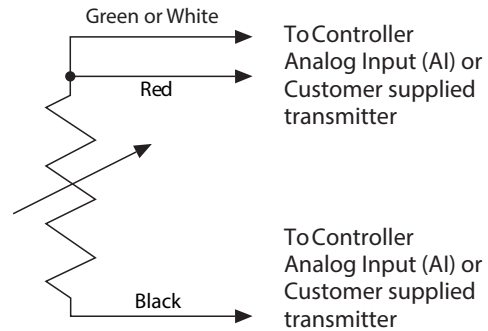 Green or White
To Controller
Analog Input (AI) or
Customer supplied
transmitter
Red
To Controller
Analog Input (AI) or
Customer supplied
transmitter
Black